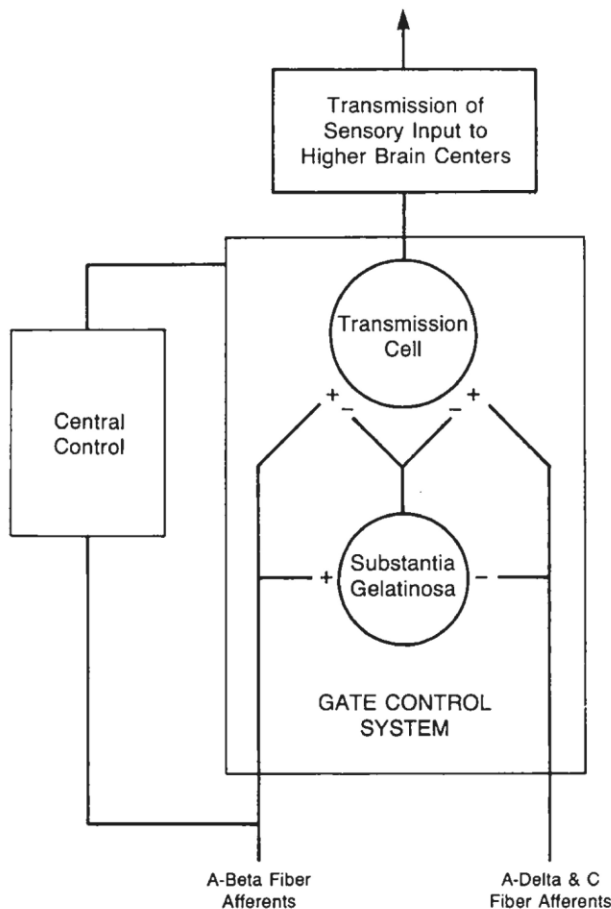 Transmission of
Sensory Input to
Higher Brain Centers
Transmission
Cell
+
−
−
+
Central
Control
Substantia
Gelatinosa
+
−
GATE CONTROL
SYSTEM
A-Beta Fiber
Afferents
A-Delta & C
Fiber Afferents